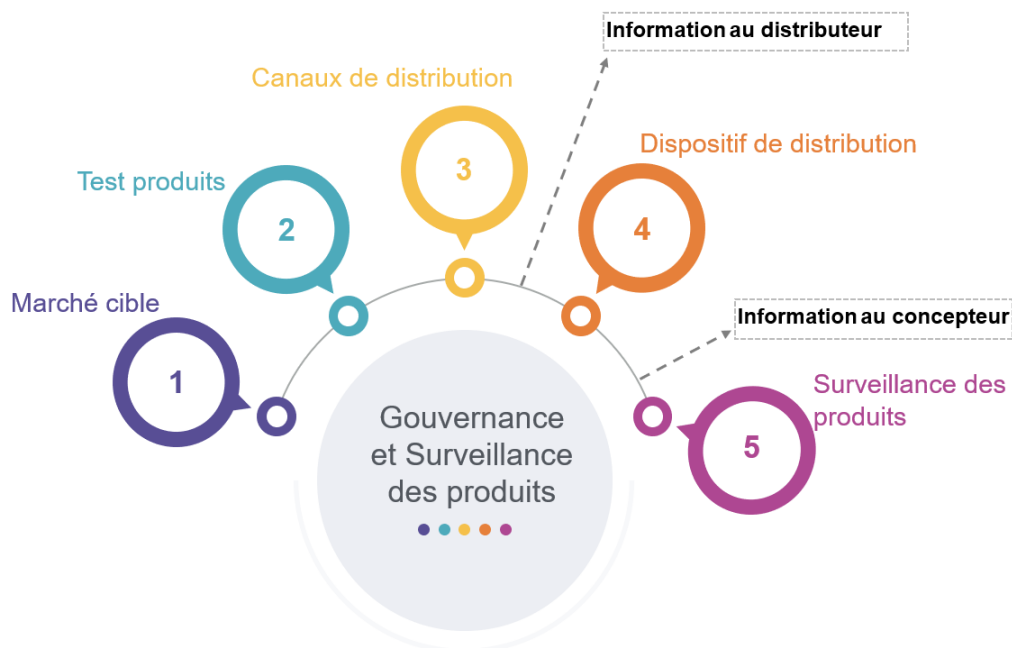 Information au distributeur
Canaux de distribution
3
Dispositif de distribution
4
Test produits
2
Marché cible
1
Information au concepteur
Surveillance des
produits
5
Gouvernance
et Surveillance
des produits